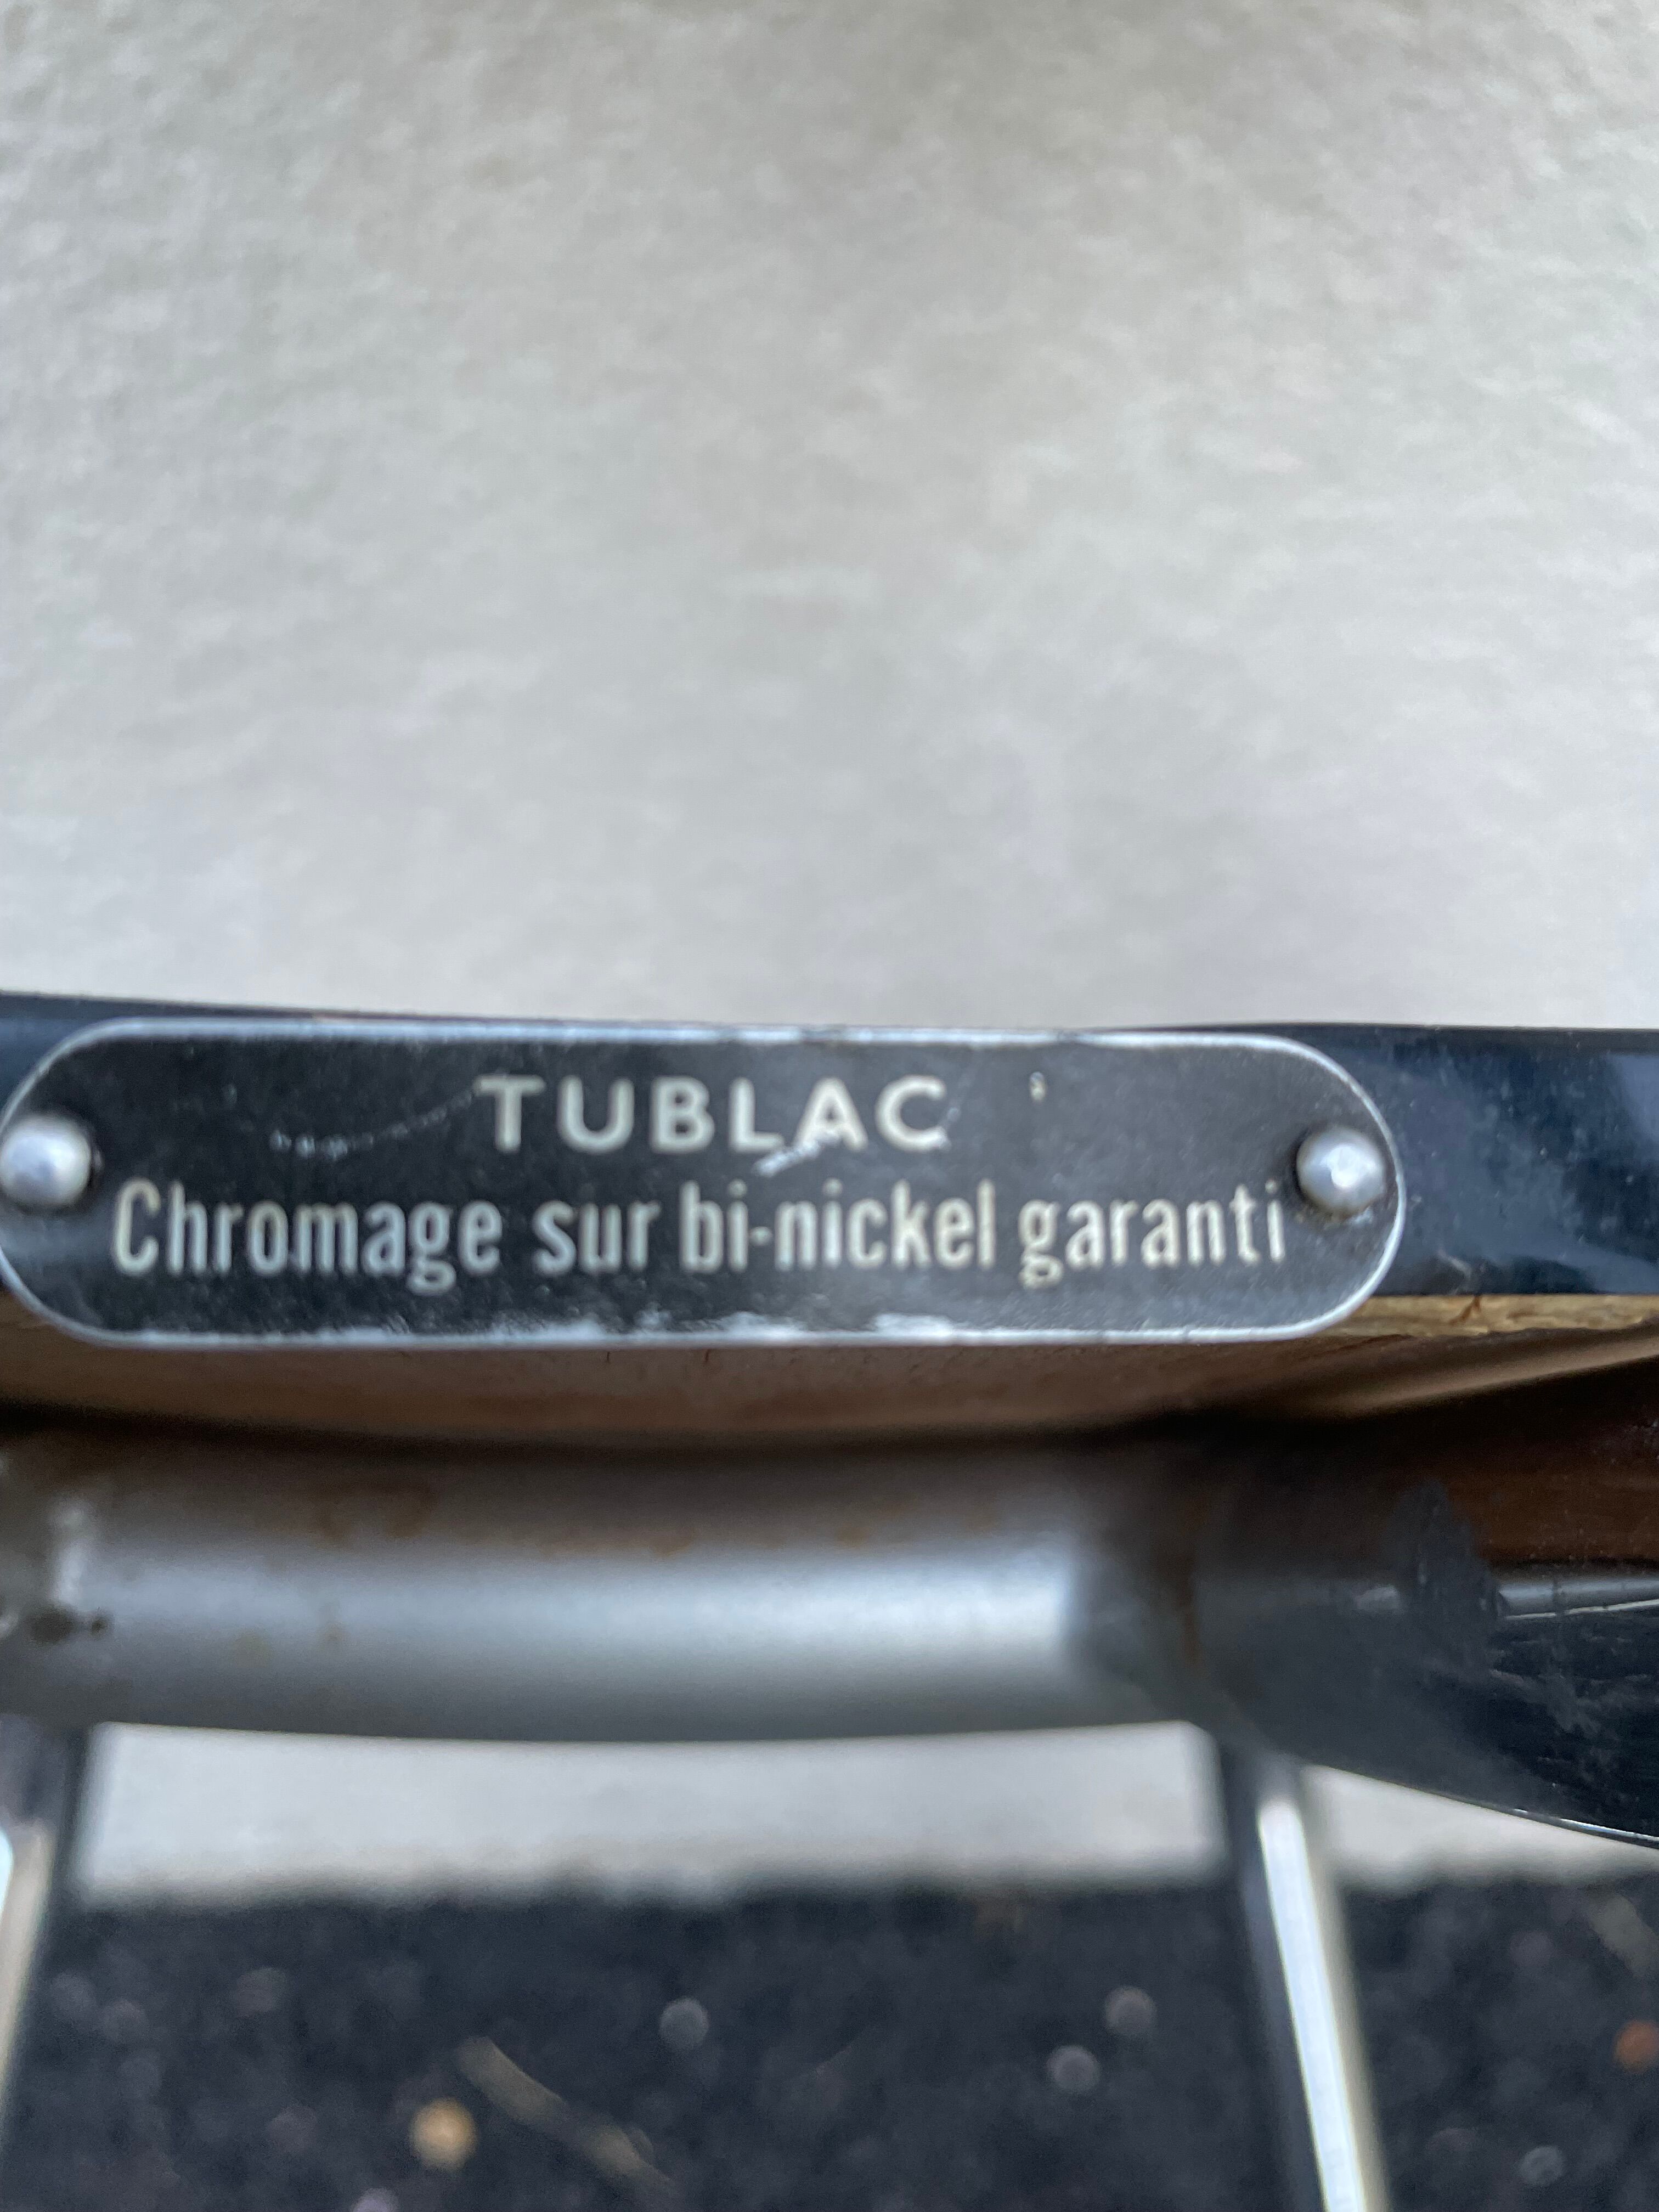 TUBLAC
Chromage sur bi-nickel garanti